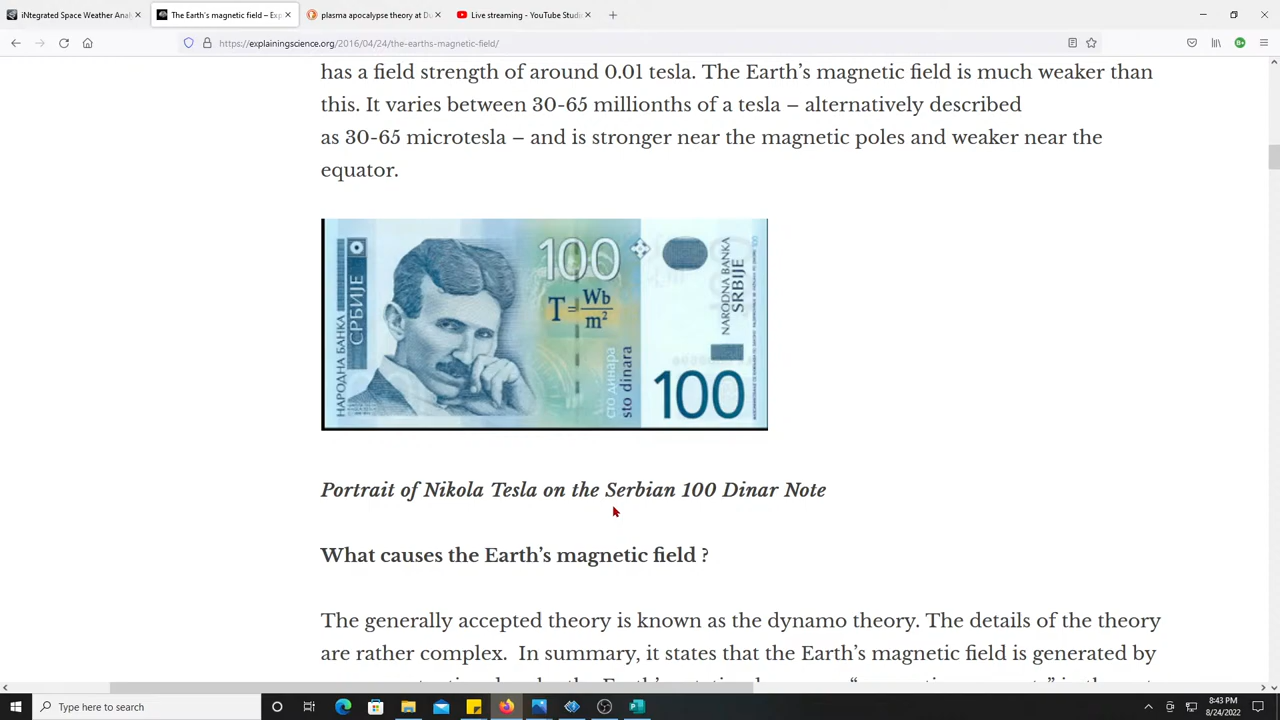 iNtegrated Space Weather Anal
The Earth's magnetic field – Exp
plasma apocalypse theory at Du
Live streaming - YouTube Studi
https://explainingscience.org/2016/04/24/the-earths-magnetic-field/
has a field strength of around 0.01 tesla. The Earth's magnetic field is much weaker than
this. It varies between 30-65 millionths of a tesla – alternatively described
as 30-65 microtesla – and is stronger near the magnetic poles and weaker near the
equator.
НАРОДНА БАНКА
СРБИЈЕ
100
T = Wb
m²
сто динара
sto dinara
NARODNA BANKA
SRBIJE
100
Portrait of Nikola Tesla on the Serbian 100 Dinar Note
What causes the Earth's magnetic field ?
The generally accepted theory is known as the dynamo theory. The details of the theory
are rather complex. In summary, it states that the Earth's magnetic field is generated by
Type here to search
8:43 PM
8/24/2022